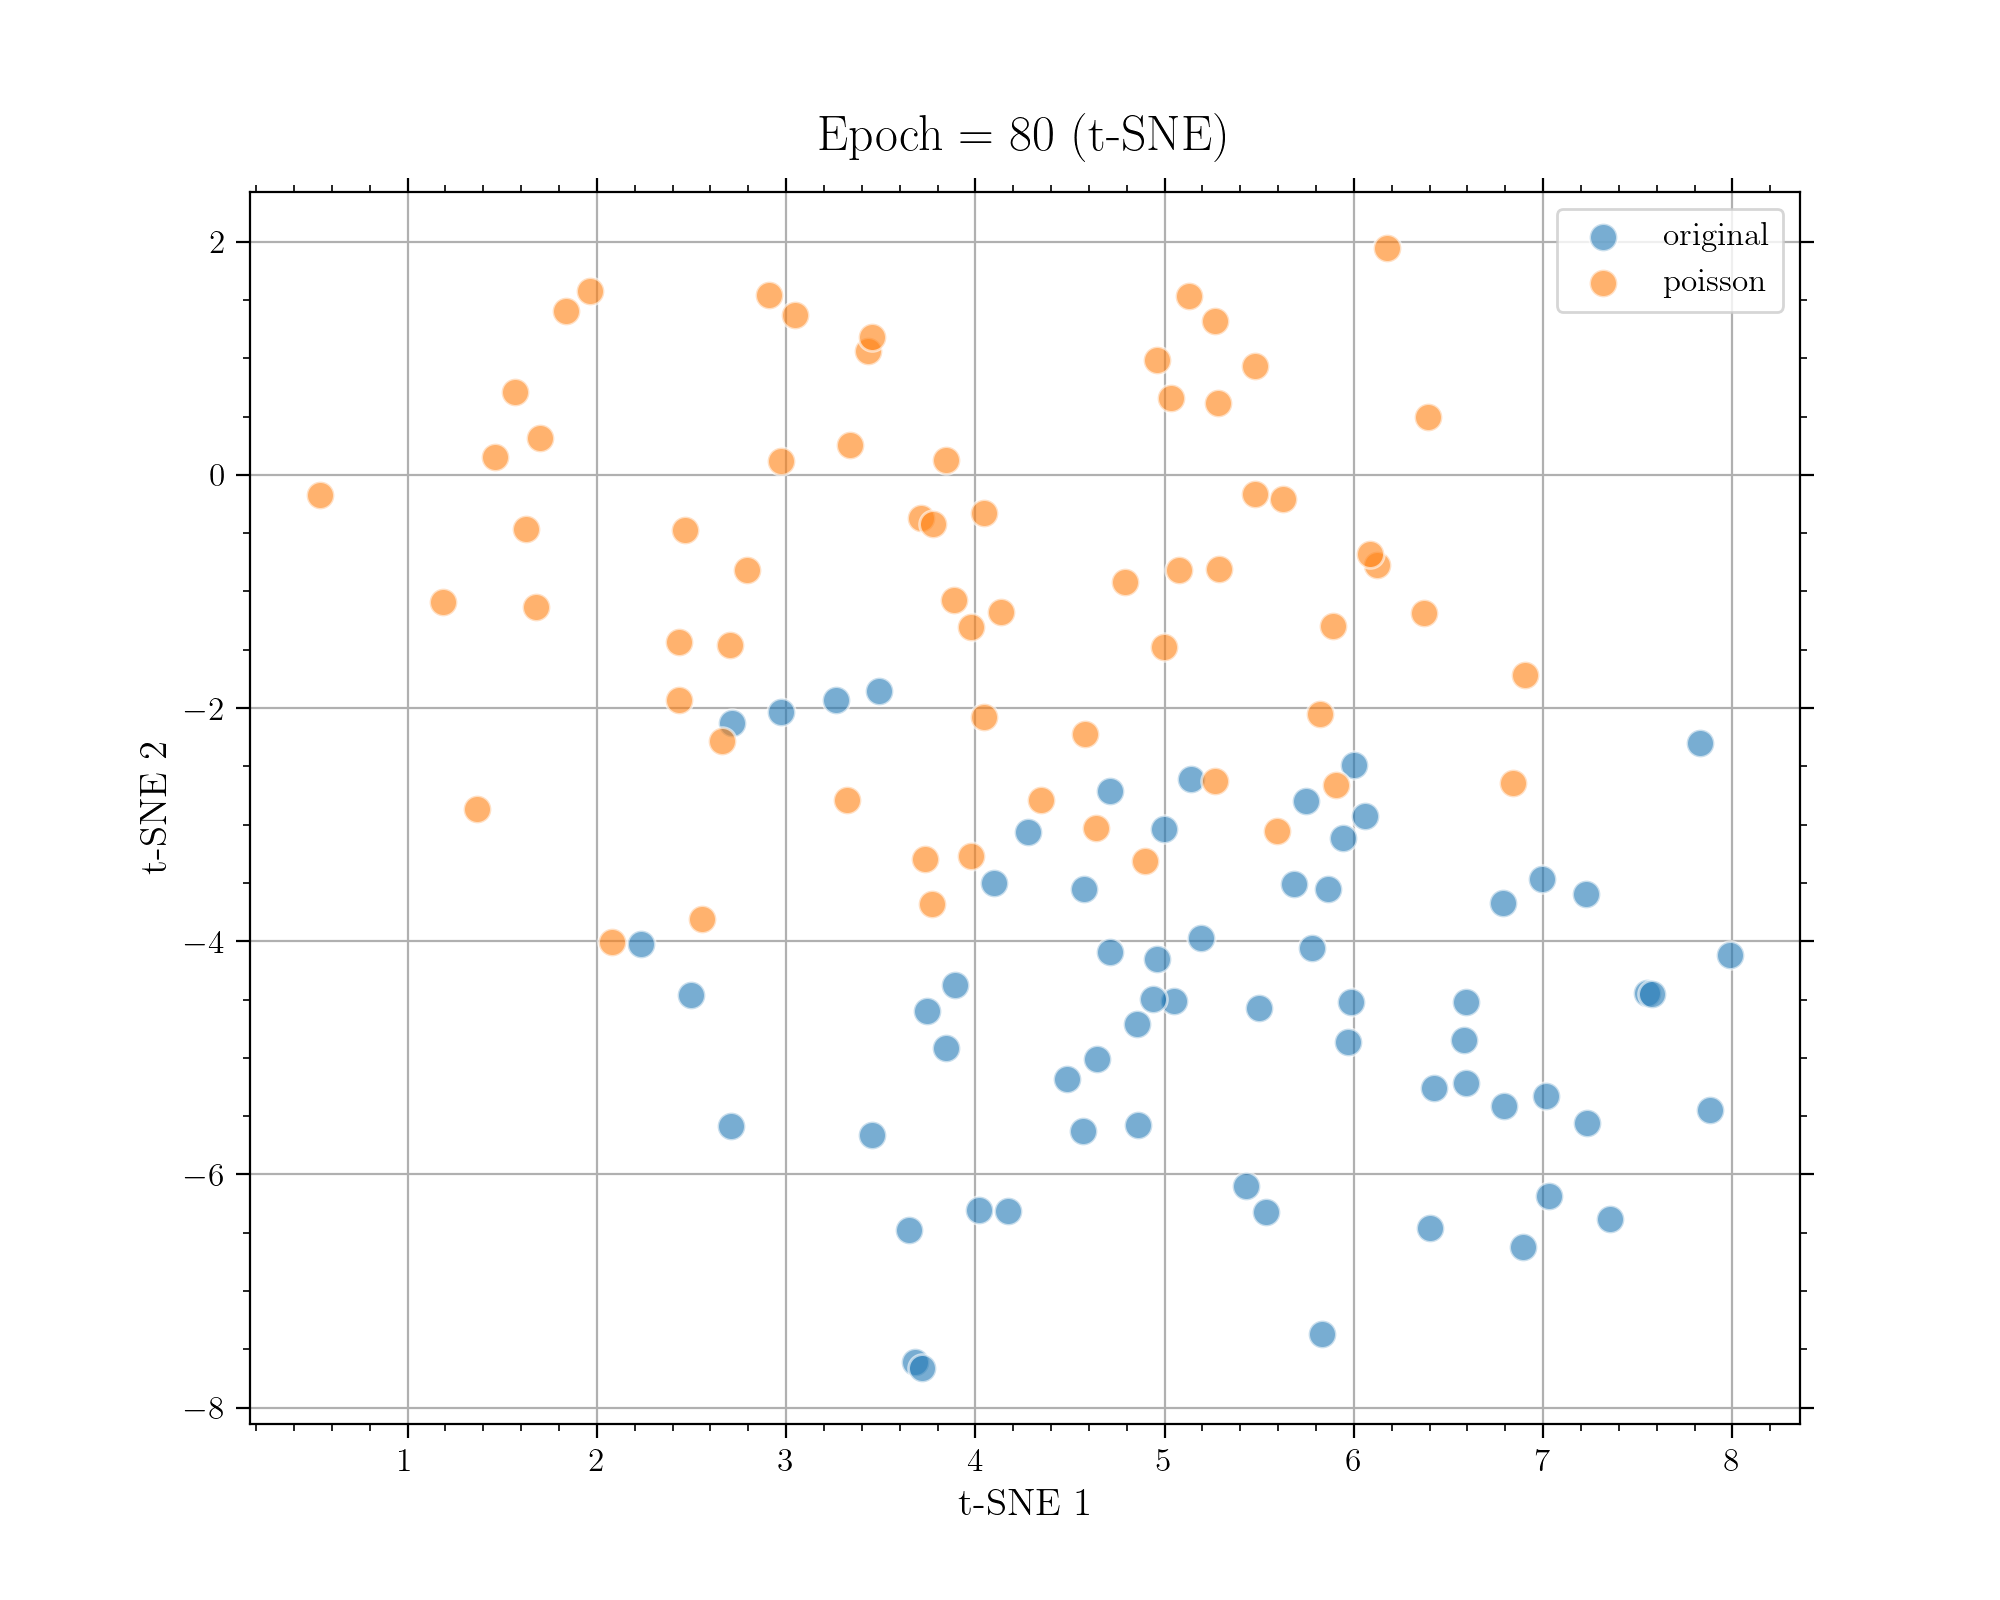 Epoch = 80 (t-SNE)
original
poisson
2
0
−2
−4
−6
−8
t-SNE 2
1 2 3 4 5 6 7 8
t-SNE 1